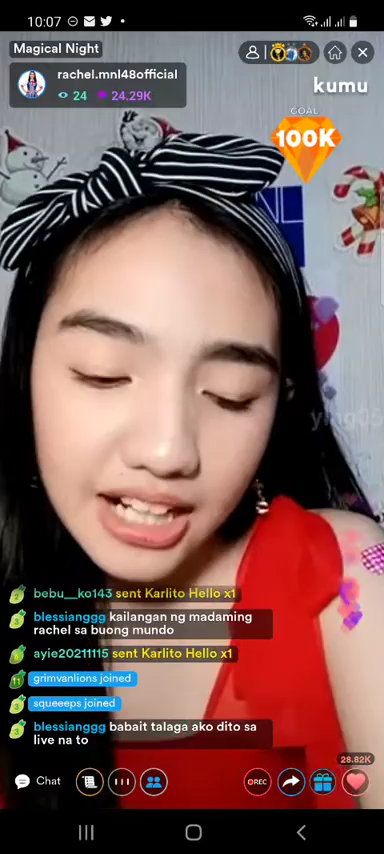 10:07
Magical Night
rachel.mnl48official
24 24.29K
kumu
GOAL
100K
NL
bebu__ko143 sent Karlito Hello x1
blessianggg kailangan ng madaming
rachel sa buong mundo
ayie20211115 sent Karlito Hello x1
grimvanlions joined
squeeeps joined
blessianggg babait talaga ako dito sa
live na to
28.82K
Chat
REC